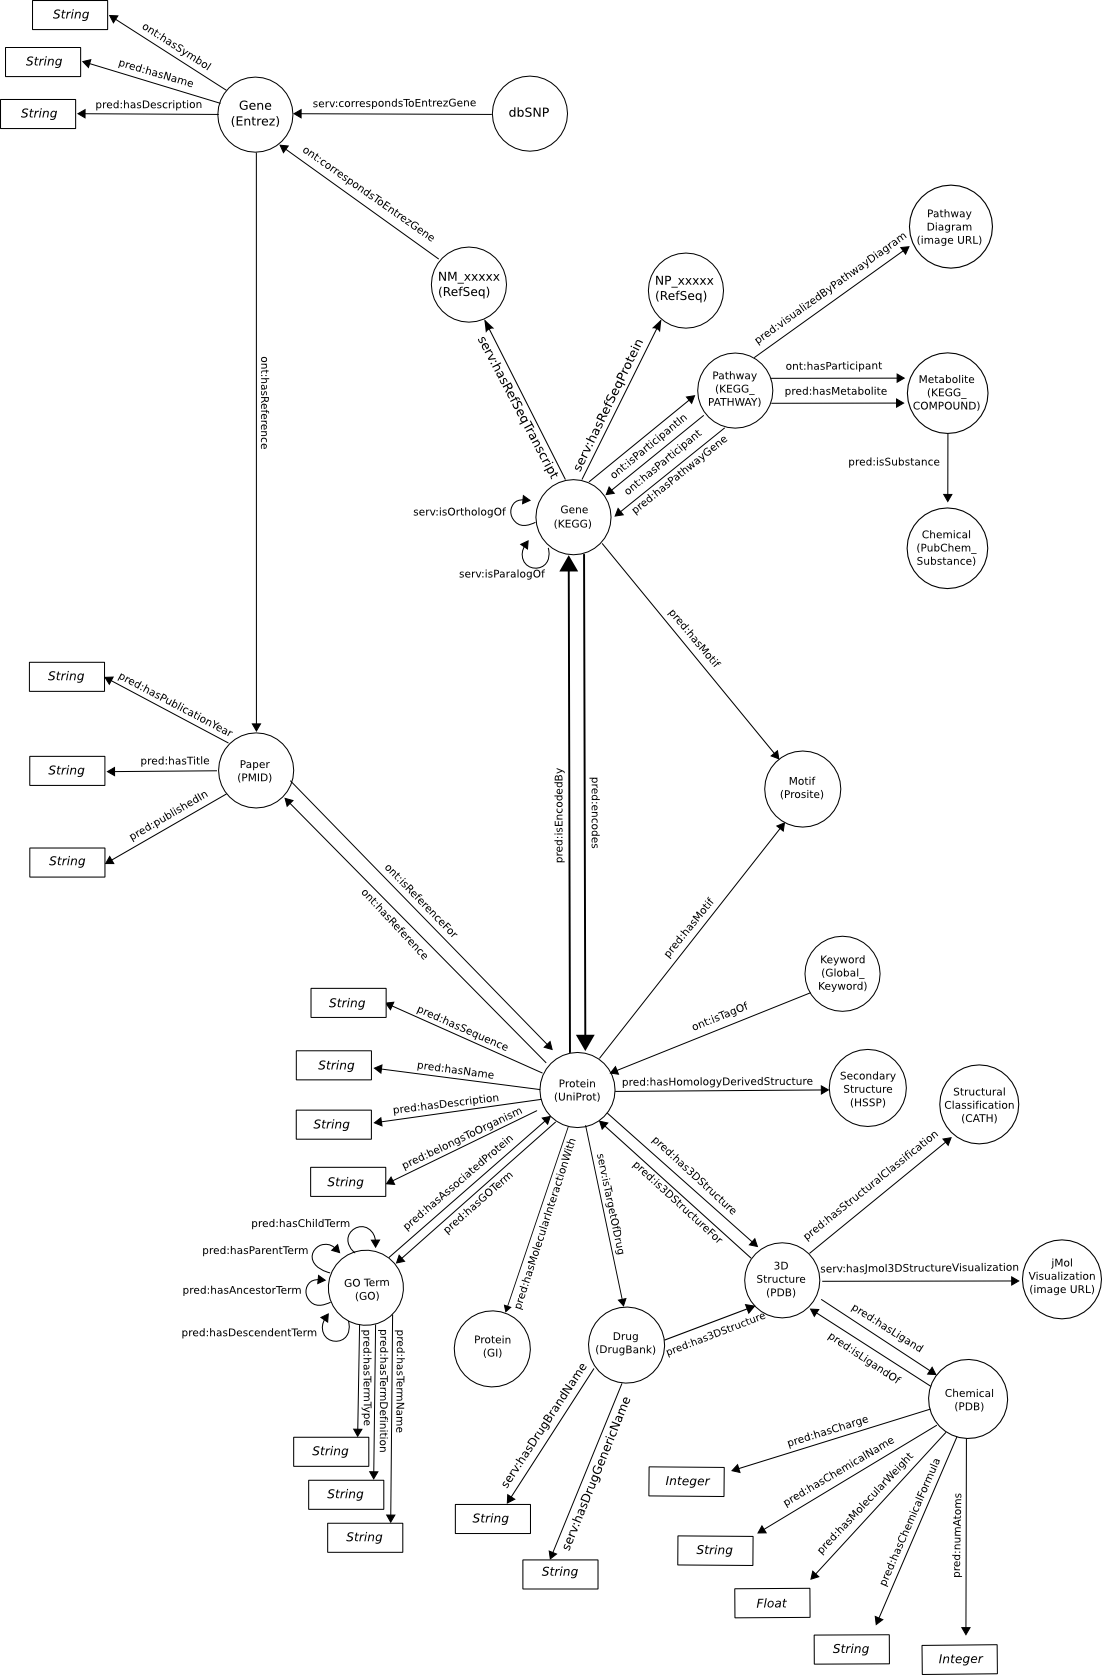 String
ont:hasSymbol
String
pred:hasName
String
pred:hasDescription
Gene
(Entrez)
serv:correspondsToEntrezGene
dbSNP
ont:correspondsToEntrezGene
NM_xxxxx
(RefSeq)
NP_xxxxx
(RefSeq)
Pathway
Diagram
(image URL)
pred:visualizedByPathwayDiagram
Pathway
(KEGG_
PATHWAY)
ont:hasParticipant
pred:hasMetabolite
Metabolite
(KEGG_
COMPOUND)
pred:isSubstance
Chemical
(PubChem_
Substance)
ont:hasReference
serv:hasRefSeqTranscript
serv:hasRefSeqProtein
ont:isParticipantIn
ont:hasParticipant
pred:hasPathwayGene
Gene
(KEGG)
serv:isOrthologOf
serv:isParalogOf
pred:hasMotif
String
pred:hasPublicationYear
String
pred:hasTitle
Paper
(PMID)
pred:publishedIn
String
pred:isEncodedBy
pred:encodes
Motif
(Prosite)
ont:isReferenceFor
ont:hasReference
pred:hasMotif
Keyword
(Global_
Keyword)
ont:isTagOf
String
pred:hasSequence
String
pred:hasName
String
pred:hasDescription
String
pred:belongsToOrganism
Protein
(UniProt)
pred:hasHomologyDerivedStructure
Secondary
Structure
(HSSP)
Structural
Classification
(CATH)
pred:hasAssociatedProtein
pred:hasGOTerm
pred:hasMolecularInteractionWith
serv:isTargetOfDrug
pred:has3DStructure
pred:is3DStructureFor
pred:hasStructuralClassification
pred:hasChildTerm
pred:hasParentTerm
pred:hasAncestorTerm
pred:hasDescendentTerm
GO Term
(GO)
3D
Structure
(PDB)
serv:hasJmol3DStructureVisualization
jMol
Visualization
(image URL)
pred:hasTermType
pred:hasTermDefinition
pred:hasTermName
Protein
(GI)
Drug
(DrugBank)
pred:has3DStructure
pred:hasLigand
pred:isLigandOf
Chemical
(PDB)
String
String
String
serv:hasDrugBrandName
serv:hasDrugGenericName
String
String
pred:hasCharge
pred:hasChemicalName
pred:hasMolecularWeight
pred:hasChemicalFormula
pred:numAtoms
Integer
String
Float
String
Integer